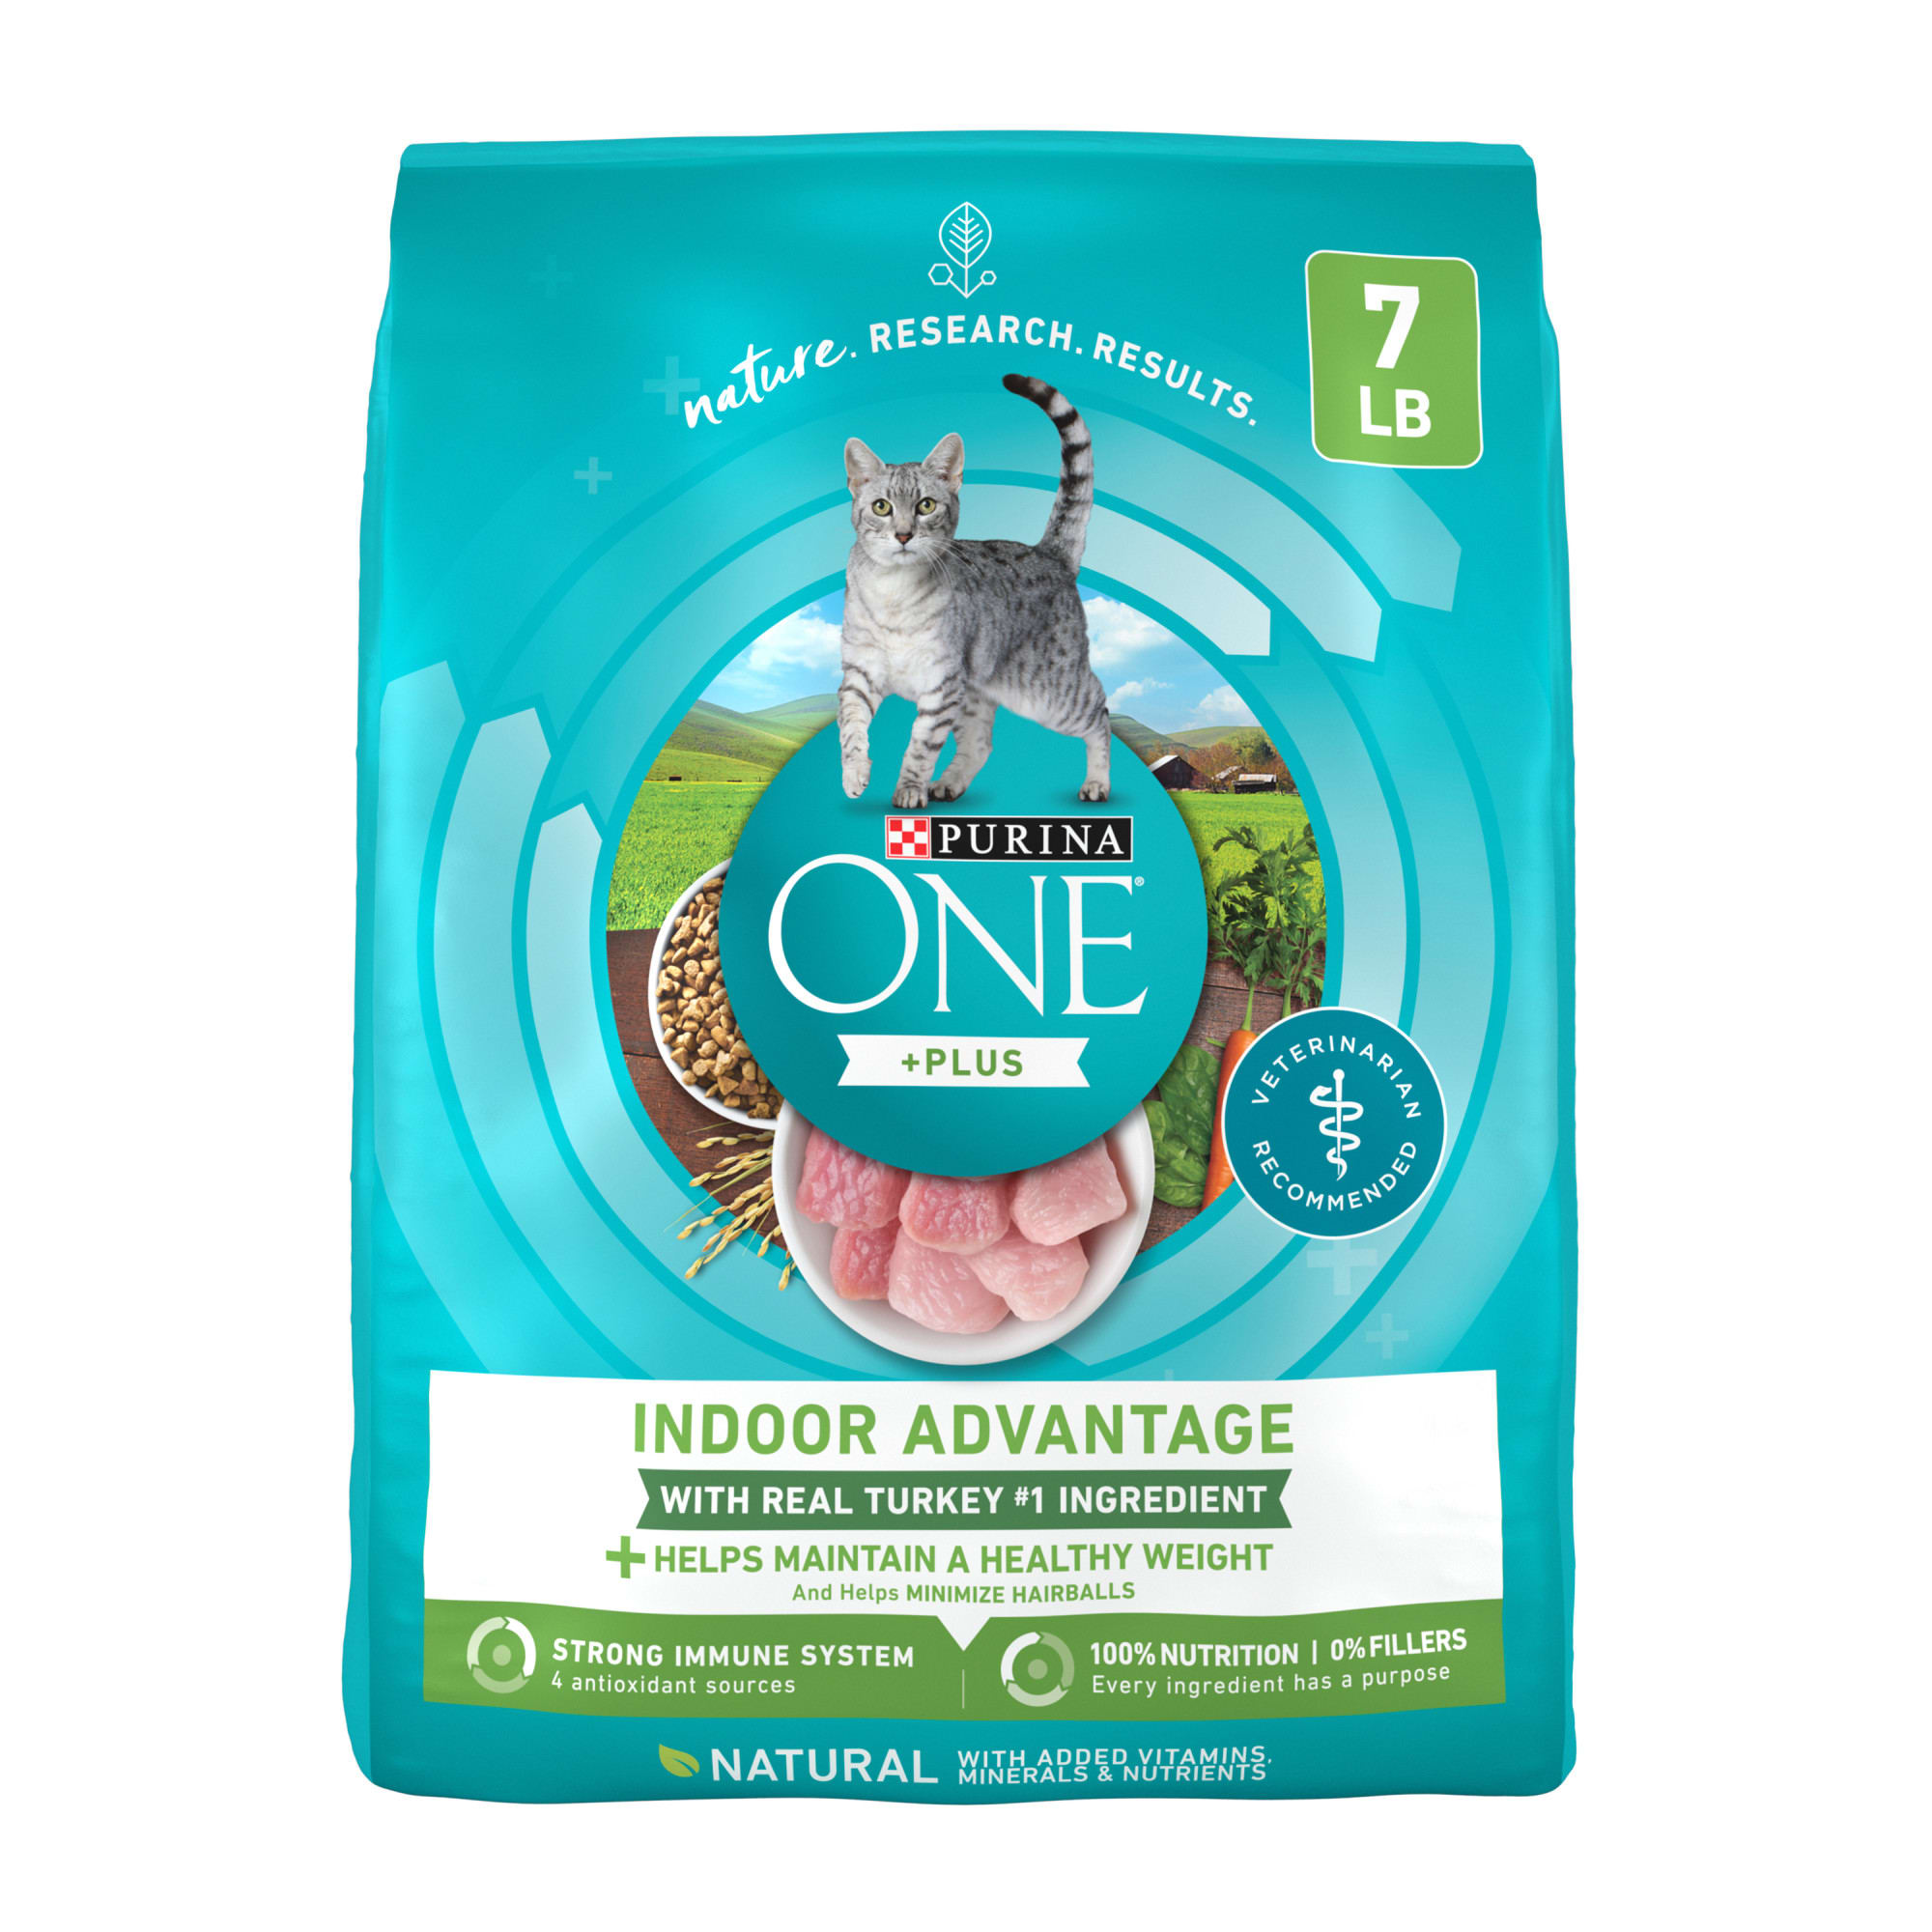 nature. RESEARCH. RESULTS.
7
LB
PURINA
ONE®
+PLUS
VETERINARIAN
RECOMMENDED
INDOOR ADVANTAGE
WITH REAL TURKEY #1 INGREDIENT
+ HELPS MAINTAIN A HEALTHY WEIGHT
And Helps MINIMIZE HAIRBALLS
STRONG IMMUNE SYSTEM
4 antioxidant sources
100% NUTRITION | 0% FILLERS
Every ingredient has a purpose
NATURAL WITH ADDED VITAMINS,
MINERALS & NUTRIENTS